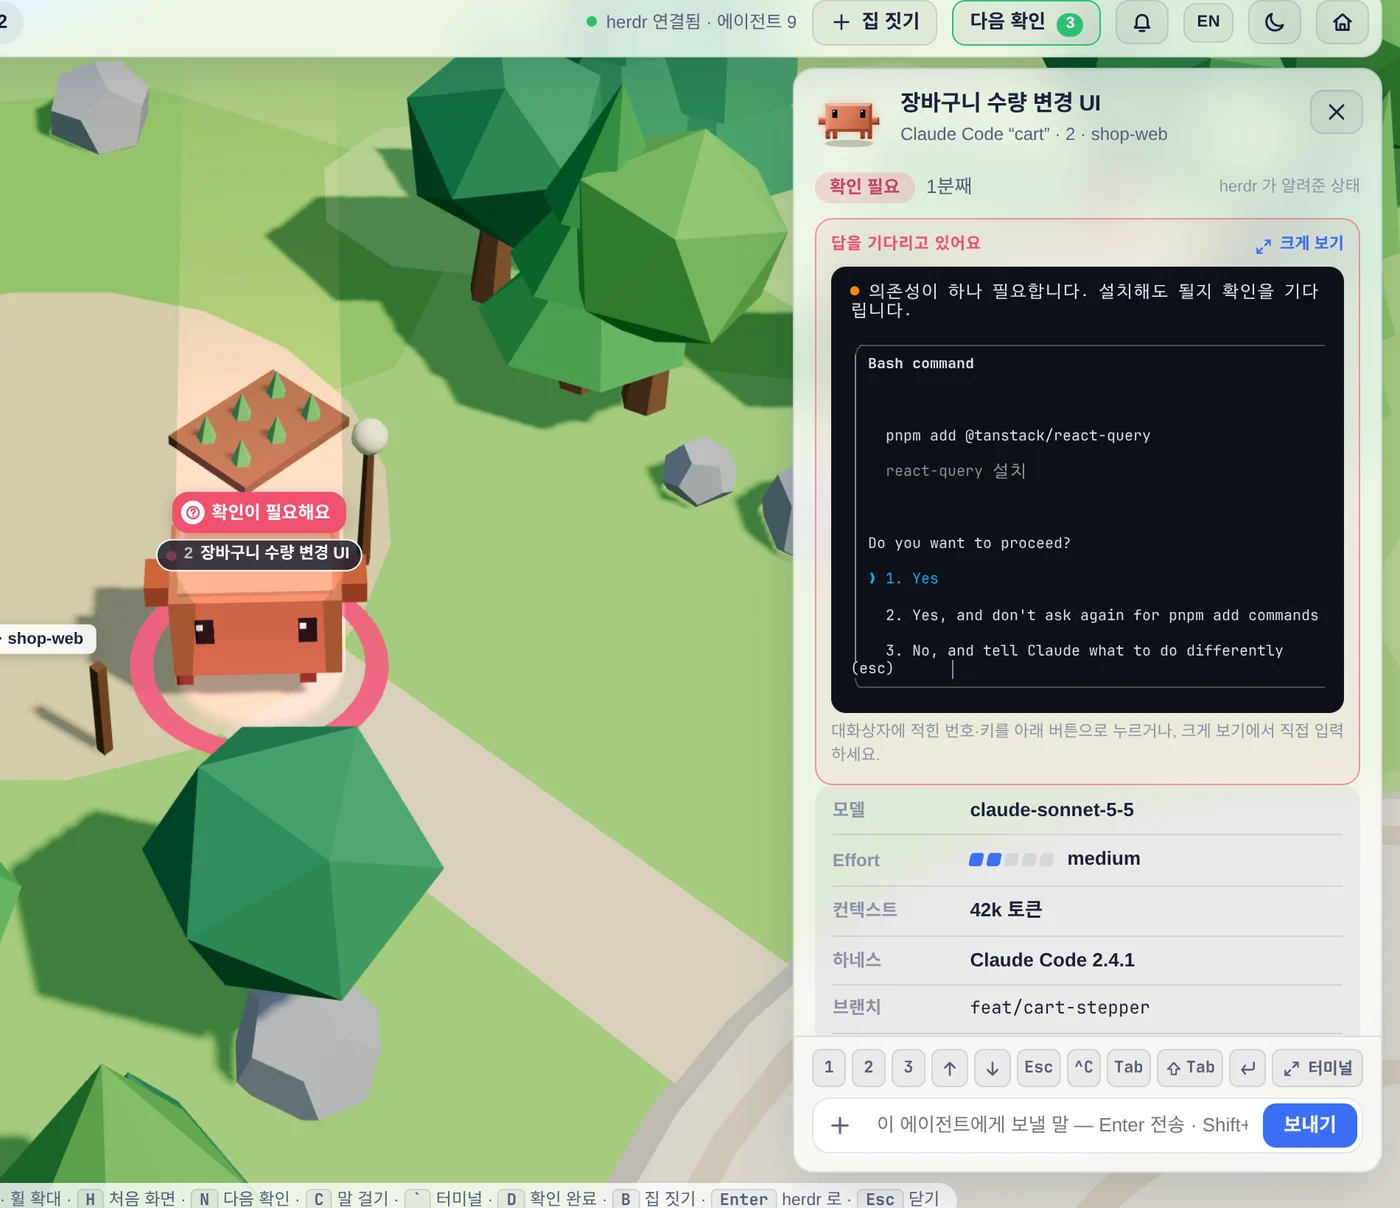 2
herdr 연결됨 · 에이전트 9
집 짓기
다음 확인 3
EN
장바구니 수량 변경 UI
Claude Code “cart” · 2 · shop-web
확인 필요 1분째
herdr 가 알려준 상태
답을 기다리고 있어요
크게 보기
의존성이 하나 필요합니다. 설치해도 될지 확인을 기다
립니다.
Bash command
pnpm add @tanstack/react-query
react-query 설치
Do you want to proceed?
❯ 1. Yes
2. Yes, and don't ask again for pnpm add commands
3. No, and tell Claude what to do differently
(esc)
대화상자에 적힌 번호·키를 아래 버튼으로 누르거나, 크게 보기에서 직접 입력
하세요.
확인이 필요해요
2 장바구니 수량 변경 UI
· shop-web
모델 claude-sonnet-5-5
Effort medium
컨텍스트 42k 토큰
하네스 Claude Code 2.4.1
브랜치 feat/cart-stepper
1 2 3 ↑ ↓ Esc ^C Tab ⇧ Tab ↵ 터미널
이 에이전트에게 보낼 말 — Enter 전송 · Shift+
보내기
· 휠 확대 · H 처음 화면 · N 다음 확인 · C 말 걸기 · ` 터미널 · D 확인 완료 · B 집 짓기 · Enter herdr 로 · Esc 닫기